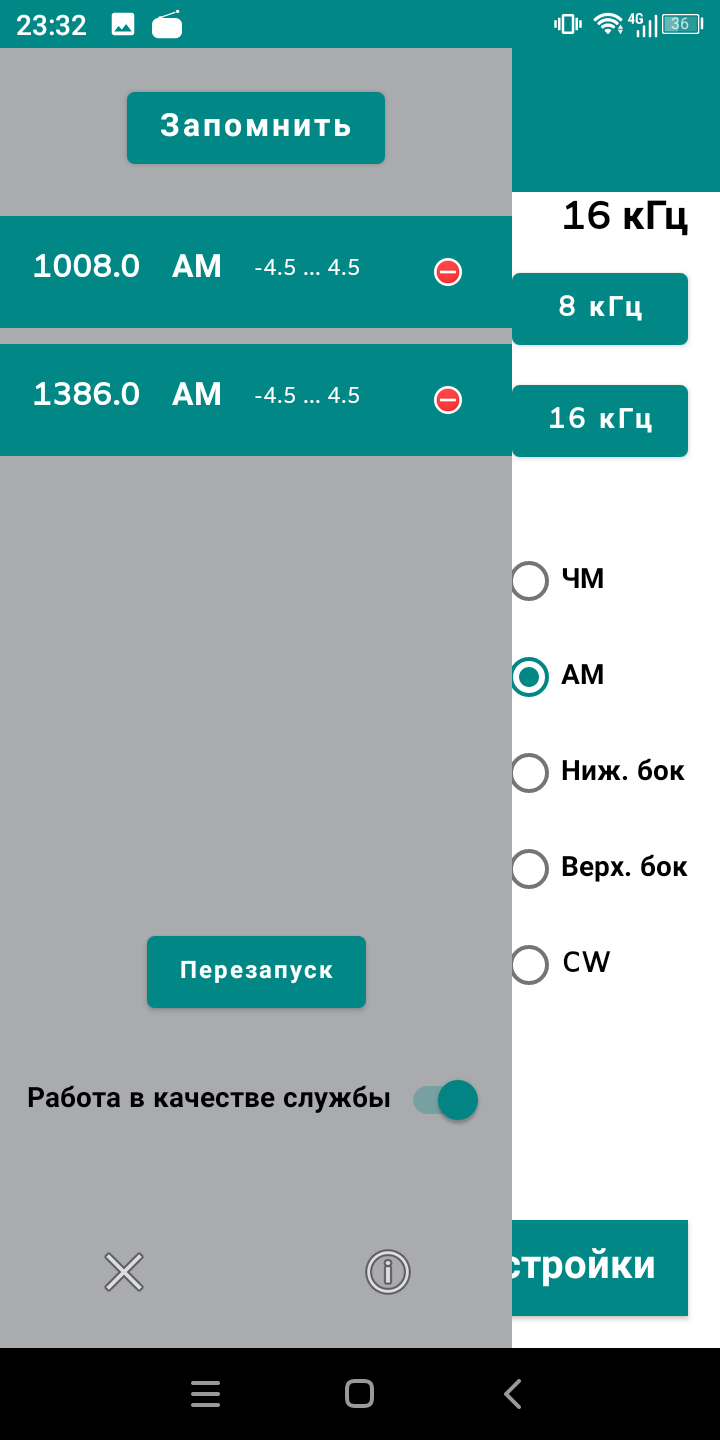 23:32
4G
36
Запомнить
16 кГц
1008.0 AM -4.5 ... 4.5
8 кГц
1386.0 AM -4.5 ... 4.5
16 кГц
ЧМ
АМ
Ниж. бок
Верх. бок
CW
Перезапуск
Работа в качестве службы
стройки